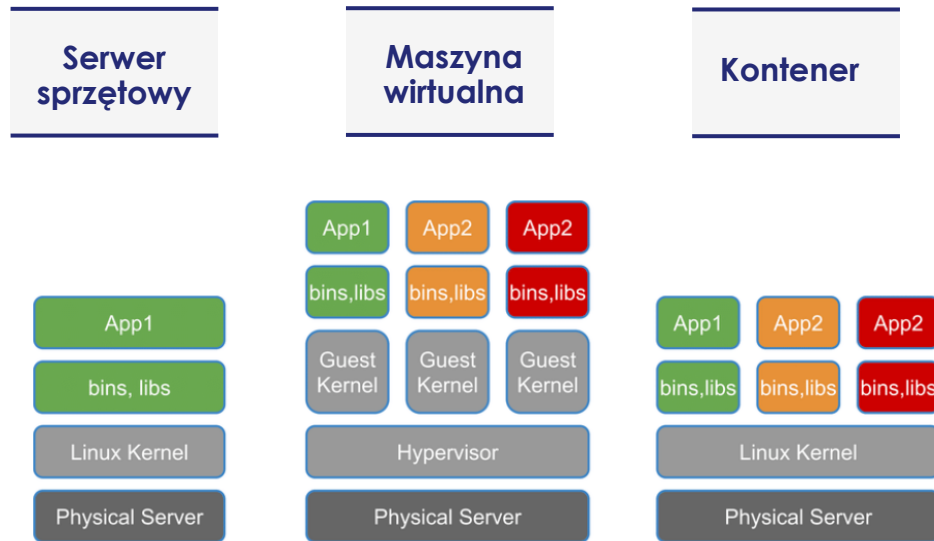 Serwer
sprzętowy
Maszyna
wirtualna
Kontener
App1
bins, libs
Linux Kernel
Physical Server
App1
App2
App2
bins,libs
bins,libs
bins,libs
Guest
Kernel
Guest
Kernel
Guest
Kernel
Hypervisor
Physical Server
App1
App2
App2
bins,libs
bins,libs
bins,libs
Linux Kernel
Physical Server